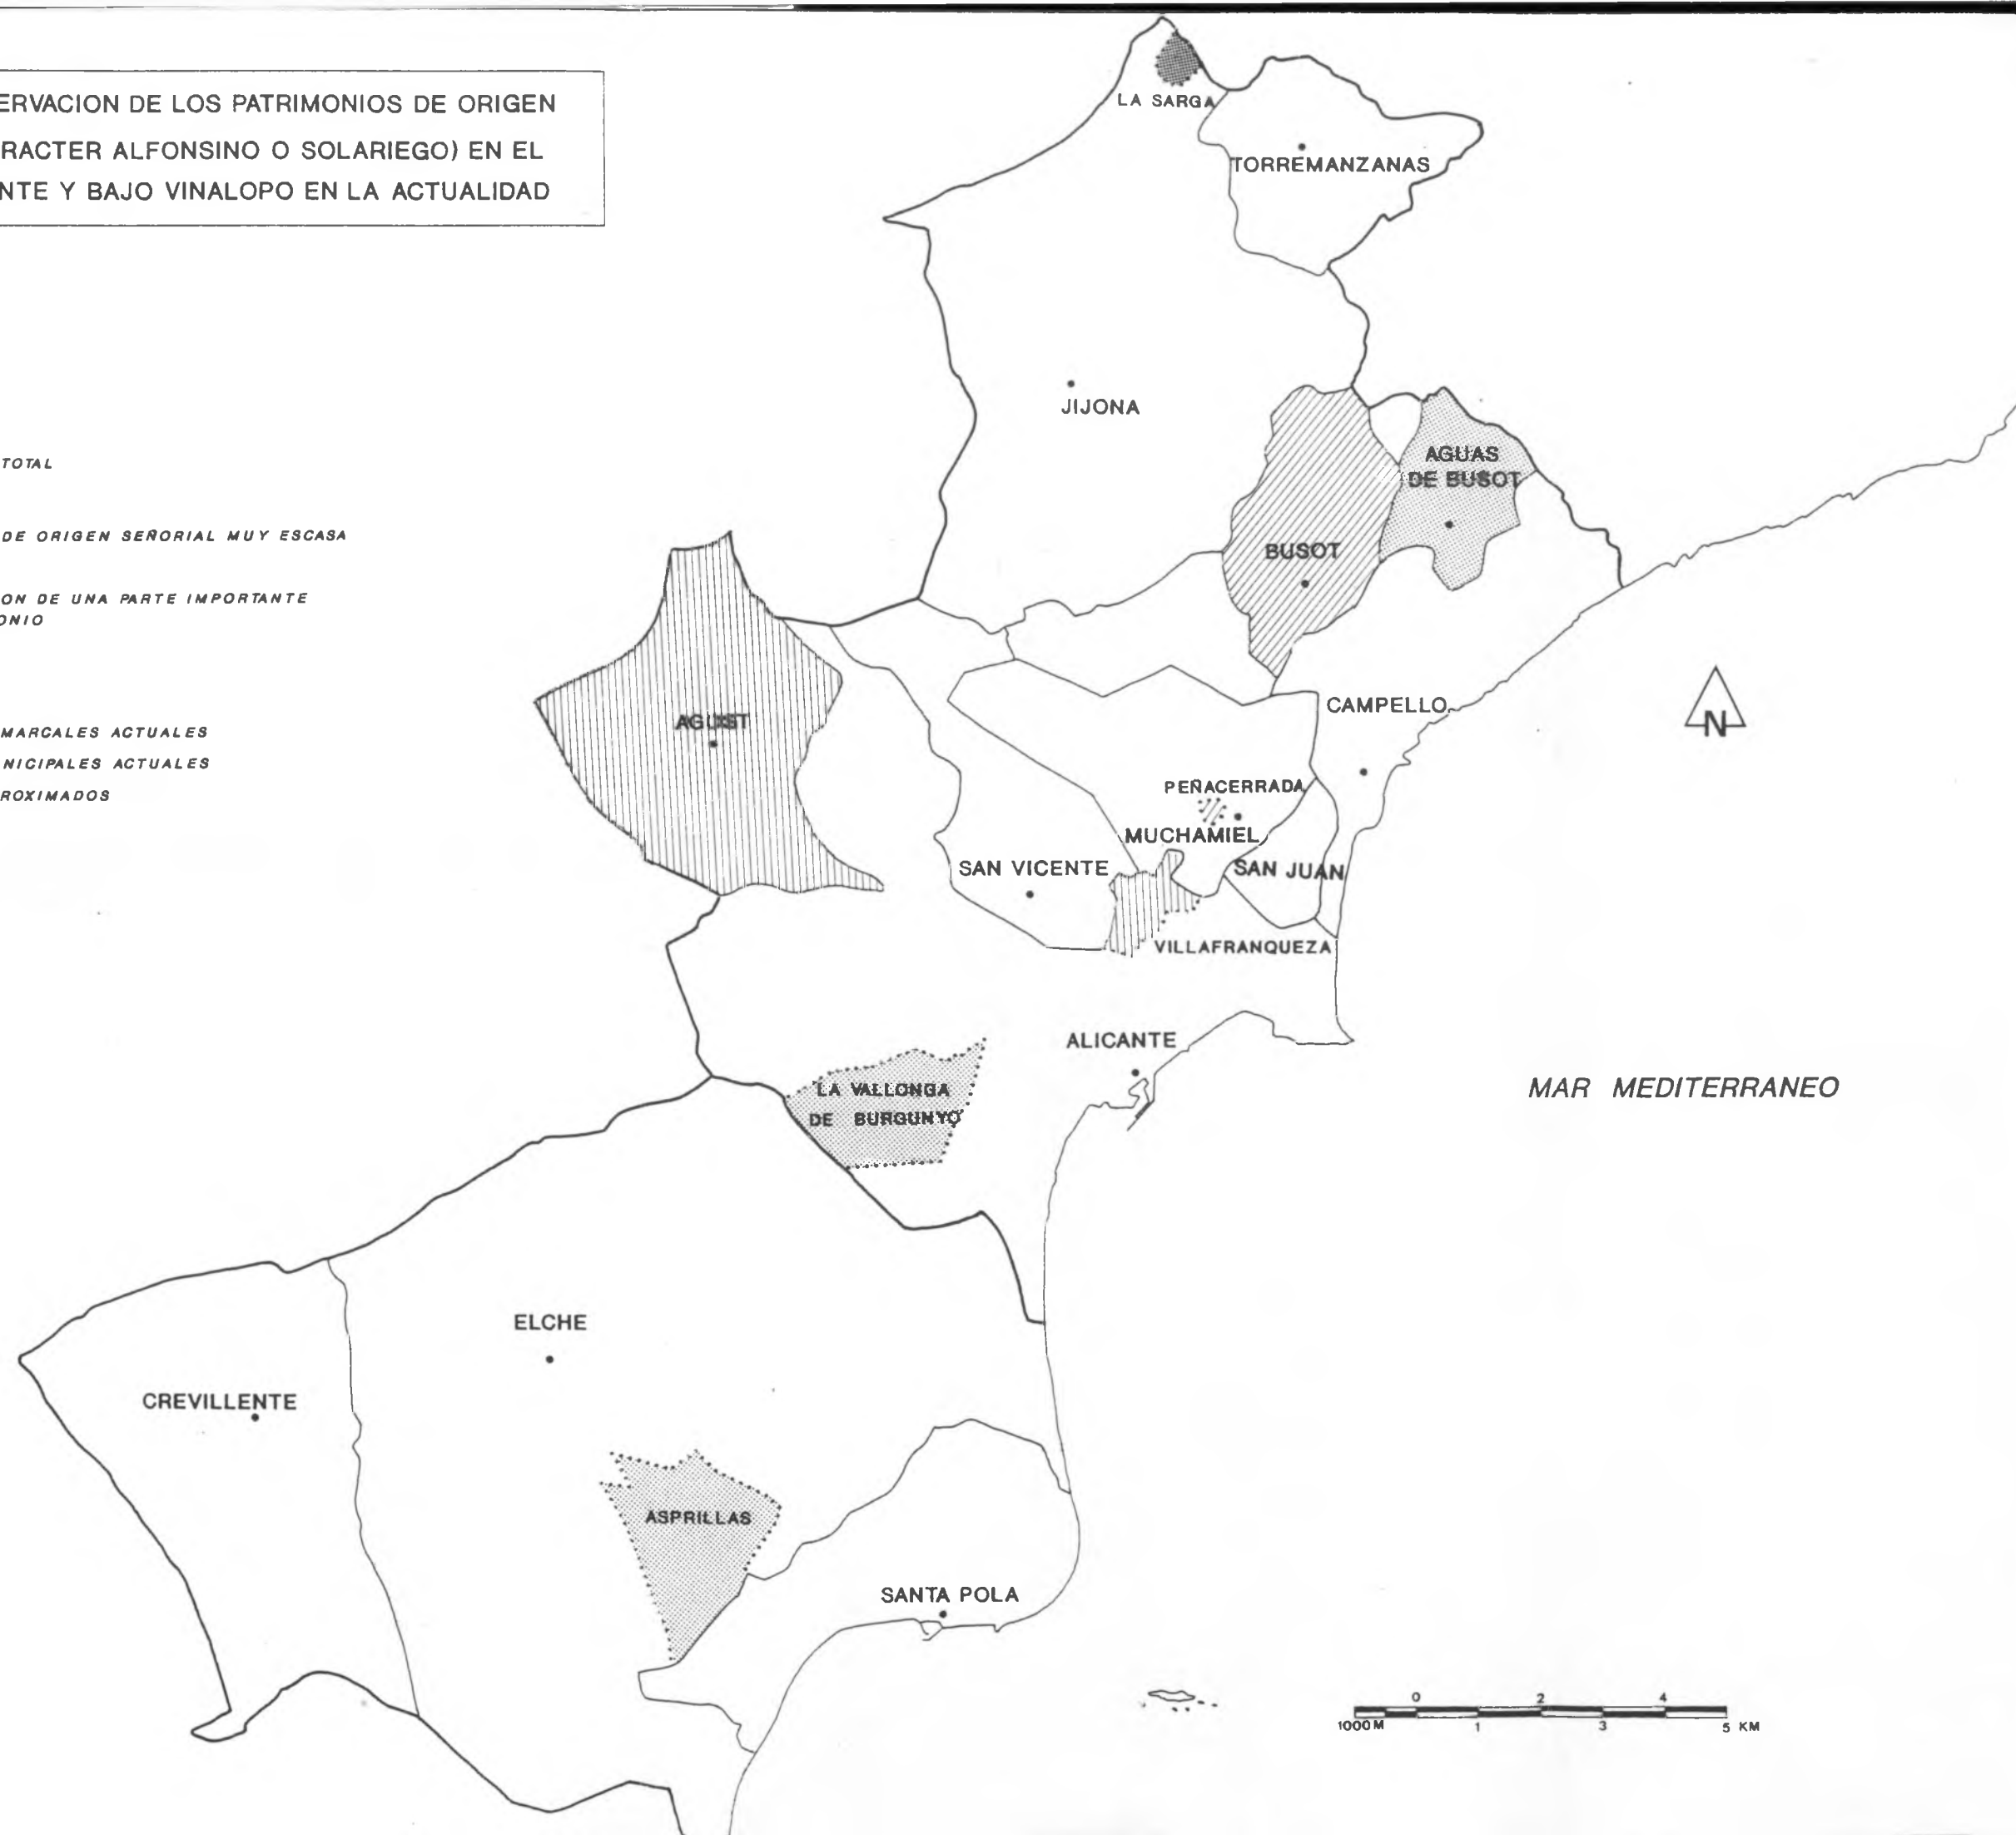 ERVACION DE LOS PATRIMONIOS DE ORIGEN
RACTER ALFONSINO O SOLARIEGO) EN EL
NTE Y BAJO VINALOPO EN LA ACTUALIDAD
TOTAL
DE ORIGEN SEÑORIAL MUY ESCASA
ON DE UNA PARTE IMPORTANTE
ONIO
MARCALES ACTUALES
NICIPALES ACTUALES
ROXIMADOS
LA SARGA
TORREMANZANAS
JIJONA
AGUAS
DE BUSOT
BUSOT
AGOST
CAMPELLO
N
PEÑACERRADA
MUCHAMIEL
SAN VICENTE
SAN JUAN
VILLAFRANQUEZA
ALICANTE
MAR MEDITERRANEO
LA VALLONGA
DE BURGUNYO
ELCHE
CREVILLENTE
ASPRILLAS
SANTA POLA
0 2 4
1000 M 1 3 5 KM